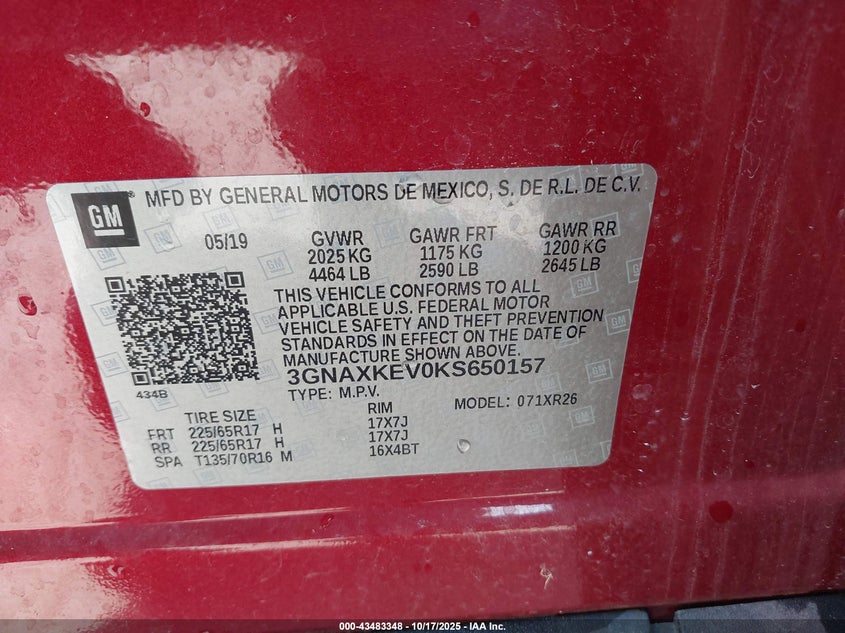 GM
MFD BY GENERAL MOTORS DE MEXICO, S. DE R.L. DE C.V.
05/19 GVWR GAWR FRT GAWR RR
2025 KG 1175 KG 1200 KG
4464 LB 2590 LB 2645 LB
THIS VEHICLE CONFORMS TO ALL
APPLICABLE U.S. FEDERAL MOTOR
VEHICLE SAFETY AND THEFT PREVENTION
STANDARDS IN EFFECT ON THE DATE OF
MANUFACTURE SHOWN ABOVE.
3GNAXKEV0KS650157
434B
TYPE: M.P.V. MODEL: 071XR26
TIRE SIZE RIM
FRT 225/65R17 H 17X7J
RR 225/65R17 H 17X7J
SPA T135/70R16 M 16X4BT
000-43483348 - 10/17/2025 - IAA Inc.